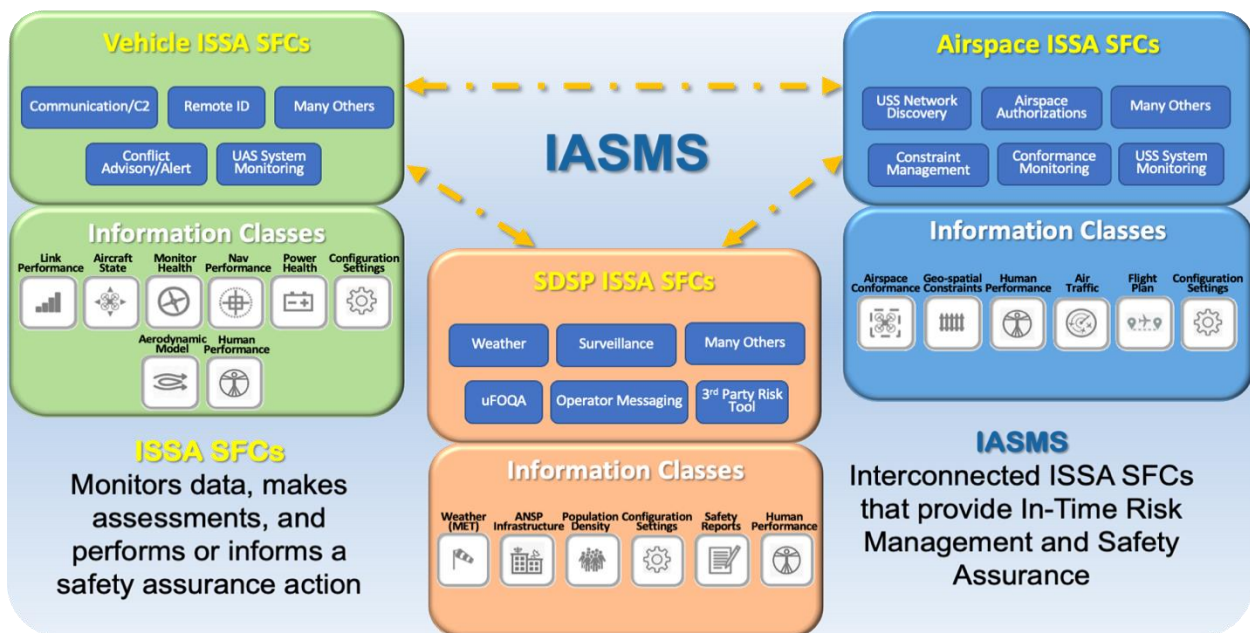 Vehicle ISSA SFCs
Communication/C2
Remote ID
Many Others
Conflict
Advisory/Alert
UAS System
Monitoring
Information Classes
Link
Performance
Aircraft
State
Monitor
Health
Nav
Performance
Power
Health
Configuration
Settings
Aerodynamic
Model
Human
Performance
ISSA SFCs
Monitors data, makes
assessments, and
performs or informs a
safety assurance action
IASMS
SDSP ISSA SFCs
Weather
Surveillance
Many Others
uFOQA
Operator Messaging
3rd Party Risk
Tool
Information Classes
Weather
(MET)
ANSP
Infrastructure
Population
Density
Configuration
Settings
Safety
Reports
Human
Performance
Airspace ISSA SFCs
USS Network
Discovery
Airspace
Authorizations
Many Others
Constraint
Management
Conformance
Monitoring
USS System
Monitoring
Information Classes
Airspace
Conformance
Geo-spatial
Constraints
Human
Performance
Air
Traffic
Flight
Plan
Configuration
Settings
IASMS
Interconnected ISSA SFCs
that provide In-Time Risk
Management and Safety
Assurance